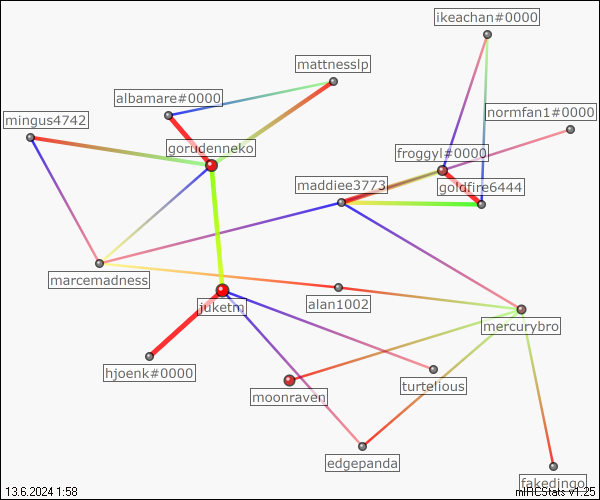 ikeachan#0000
mattnesslp
albamare#0000
mingus4742
normfan1#0000
gorudenneko
froggyl#0000
maddiee3773
goldfire6444
marcemadness
juketm
alan1002
mercurybro
hjoenk#0000
turtelious
moonraven
edgepanda
fakedingo
13.6.2024 1:58
mIRCStats v1.25